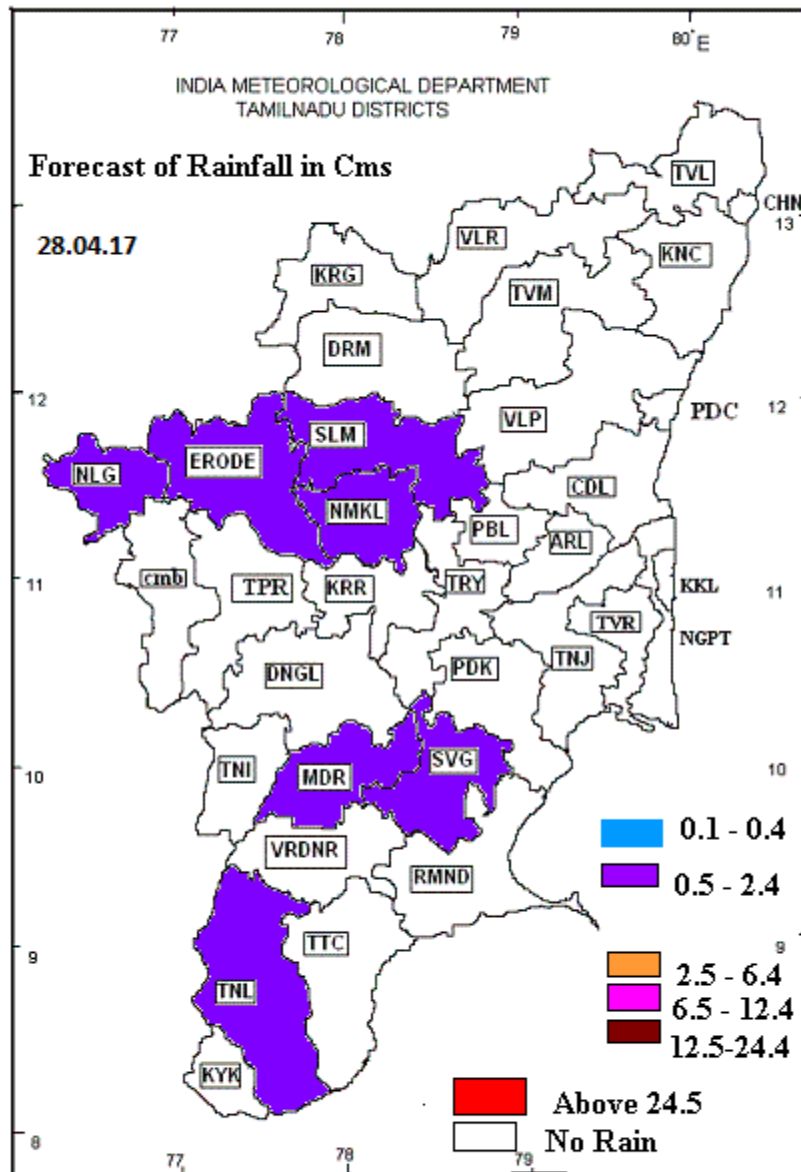 77 78 79 80° E
INDIA METEOROLOGICAL DEPARTMENT
TAMILNADU DISTRICTS
Forecast of Rainfall in Cms
TVL
CHN
13
28.04.17
VLR
KNC
KRG
TVM
DRM
12
12
PDC
VLP
SLM
ERODE
NLG
CDL
NMKL
PBL
ARL
11
cmb
TPR
KRR
TRY
KKL
11
TVR
NGPT
DNGL
PDK
TNJ
10
TNI
MDR
SVG
10
0.1 - 0.4
VRDNR
RMND
0.5 - 2.4
9
TTC
9
TNL
2.5 - 6.4
6.5 - 12.4
12.5-24.4
KYK
Above 24.5
8
No Rain
77 78 79